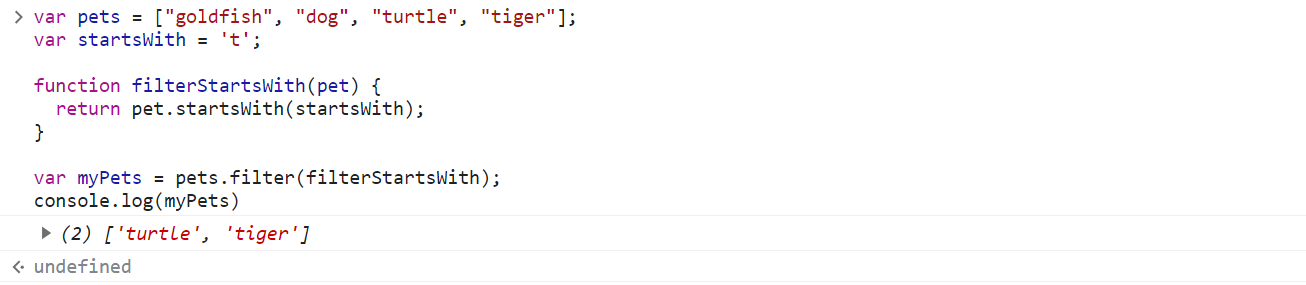 var pets = ["goldfish", "dog", "turtle", "tiger"];
var startsWith = 't';
function filterStartsWith(pet) {
  return pet.startsWith(startsWith);
}
var myPets = pets.filter(filterStartsWith);
console.log(myPets)
(2) ['turtle', 'tiger']
undefined